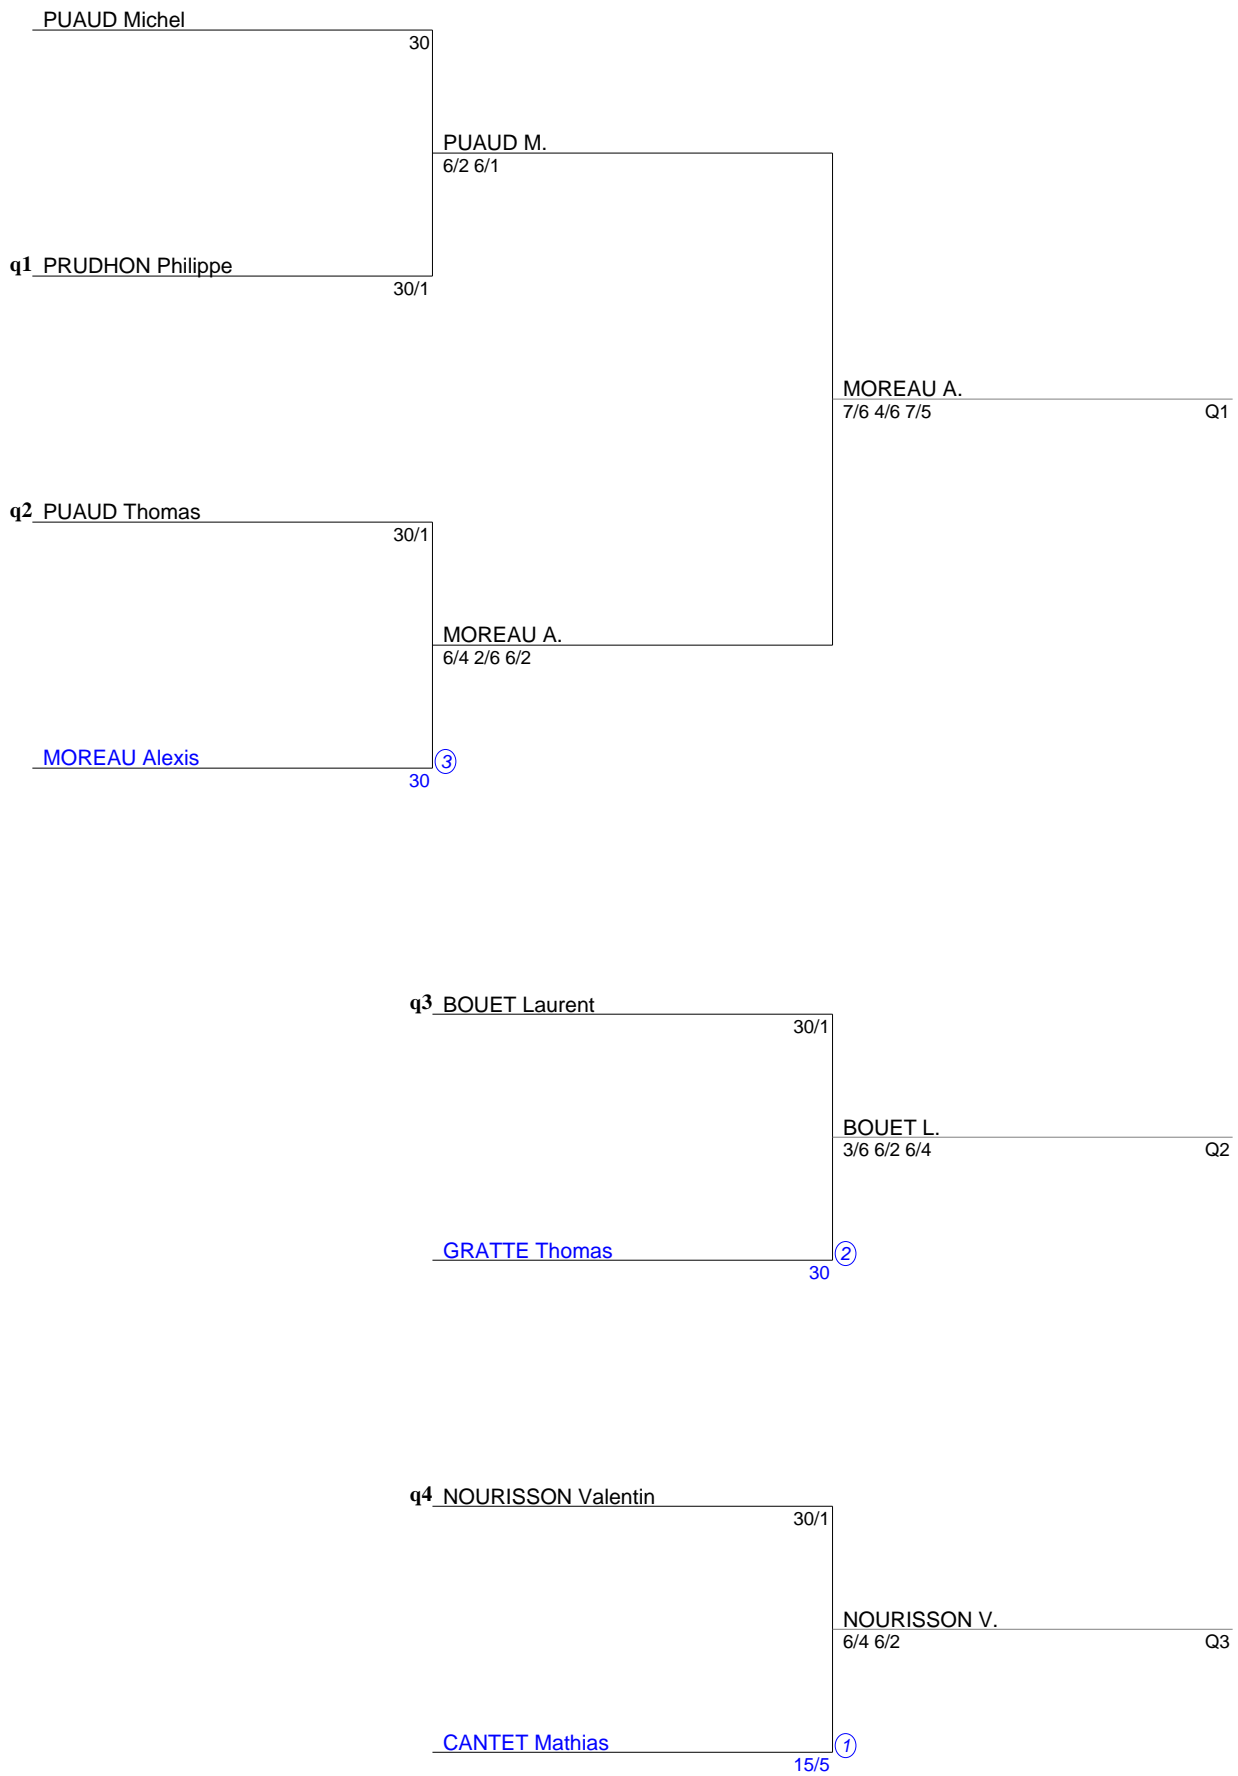 PUAUD Michel
30
PUAUD M.
6/2 6/1
q1 PRUDHON Philippe
30/1
MOREAU A.
7/6 4/6 7/5 Q1
q2 PUAUD Thomas
30/1
MOREAU A.
6/4 2/6 6/2
MOREAU Alexis 3
30
q3 BOUET Laurent
30/1
BOUET L.
3/6 6/2 6/4 Q2
GRATTE Thomas 2
30
q4 NOURISSON Valentin
30/1
NOURISSON V.
6/4 6/2 Q3
CANTET Mathias 1
15/5